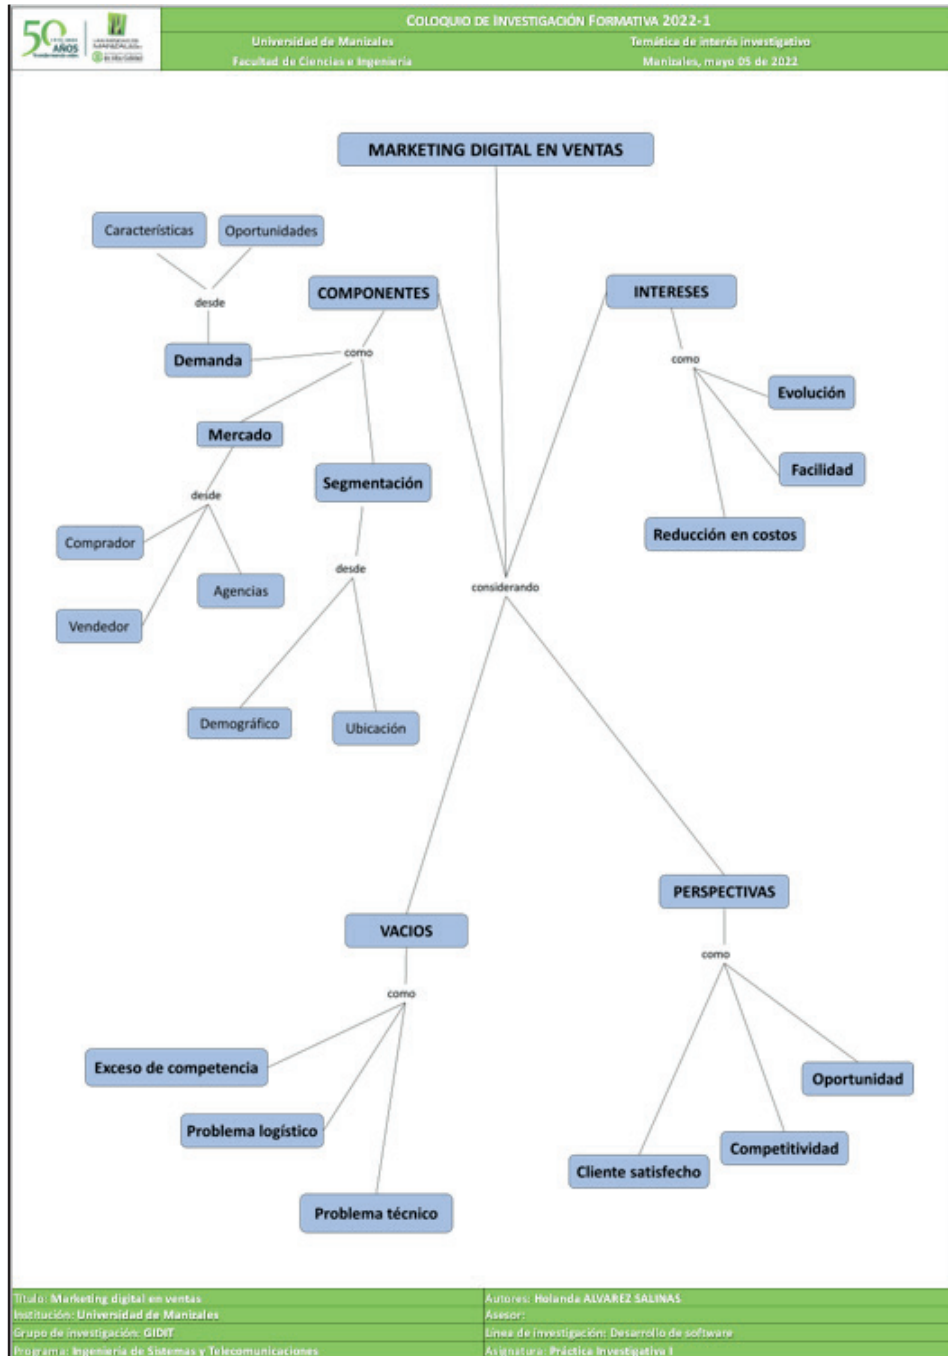 50 AÑOS
UNIVERSIDAD DE
MANIZALES
COLOQUIO DE INVESTIGACIÓN FORMATIVA 2022-1
Universidad de Manizales
Temática de interés investigativo
Facultad de Ciencias e Ingeniería
Manizales, mayo 05 de 2022
MARKETING DIGITAL EN VENTAS
Características
Oportunidades
desde
COMPONENTES
INTERESES
Demanda
como
como
Evolución
Mercado
Facilidad
Segmentación
desde
Reducción en costos
Comprador
Agencias
desde
considerando
Vendedor
Demográfico
Ubicación
PERSPECTIVAS
VACIOS
como
como
Exceso de competencia
Oportunidad
Problema logístico
Competitividad
Cliente satisfecho
Problema técnico
Título: Marketing digital en ventas
Autores: Holanda ALVAREZ SALINAS
Institución: Universidad de Manizales
Asesor:
Grupo de investigación: GIDIT
Línea de investigación: Desarrollo de software
Programa: Ingeniería de Sistemas y Telecomunicaciones
Asignatura: Práctica Investigativa I